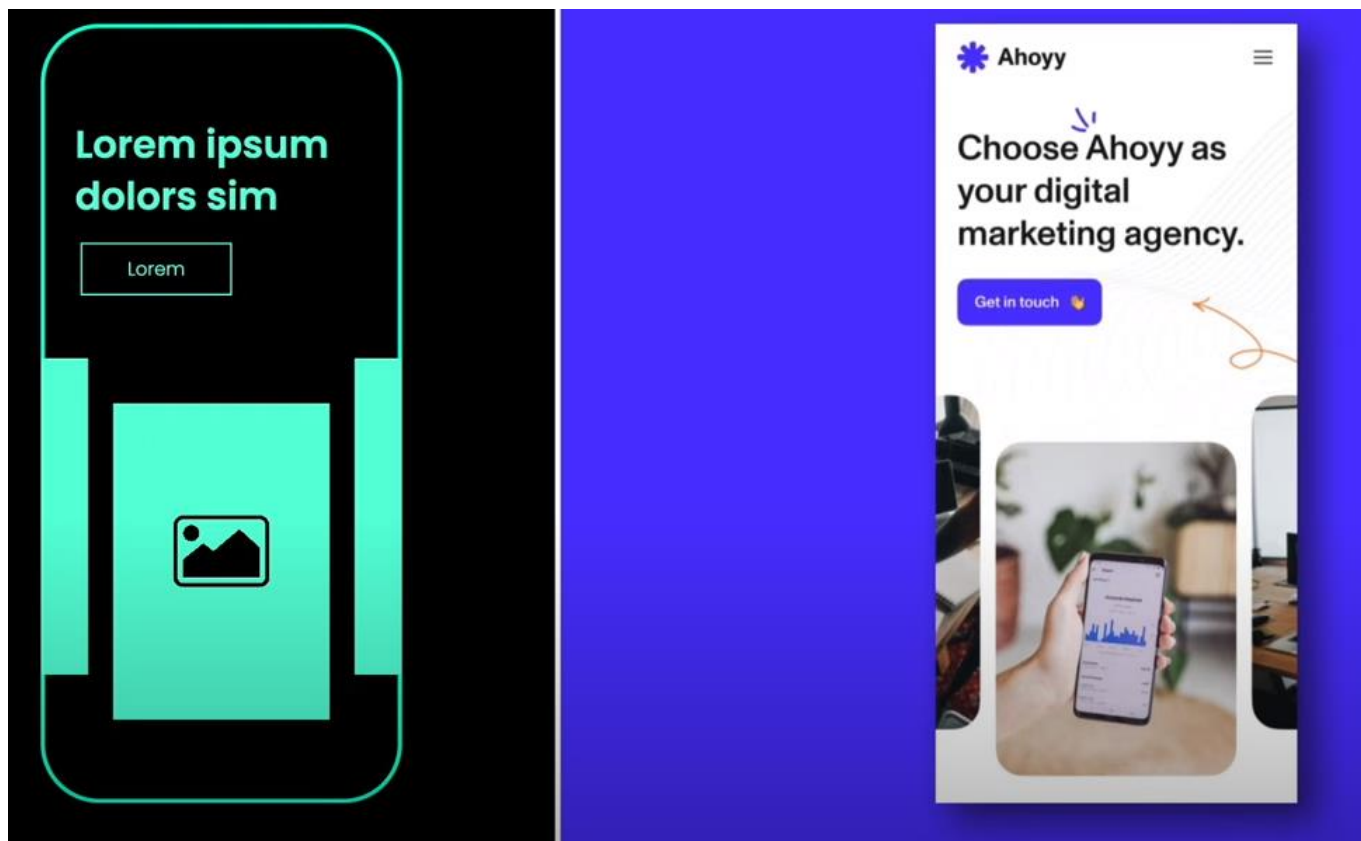 Lorem ipsum
dolors sim
Lorem
Ahoyy
Choose Ahoyy as
your digital
marketing agency.
Get in touch 👋